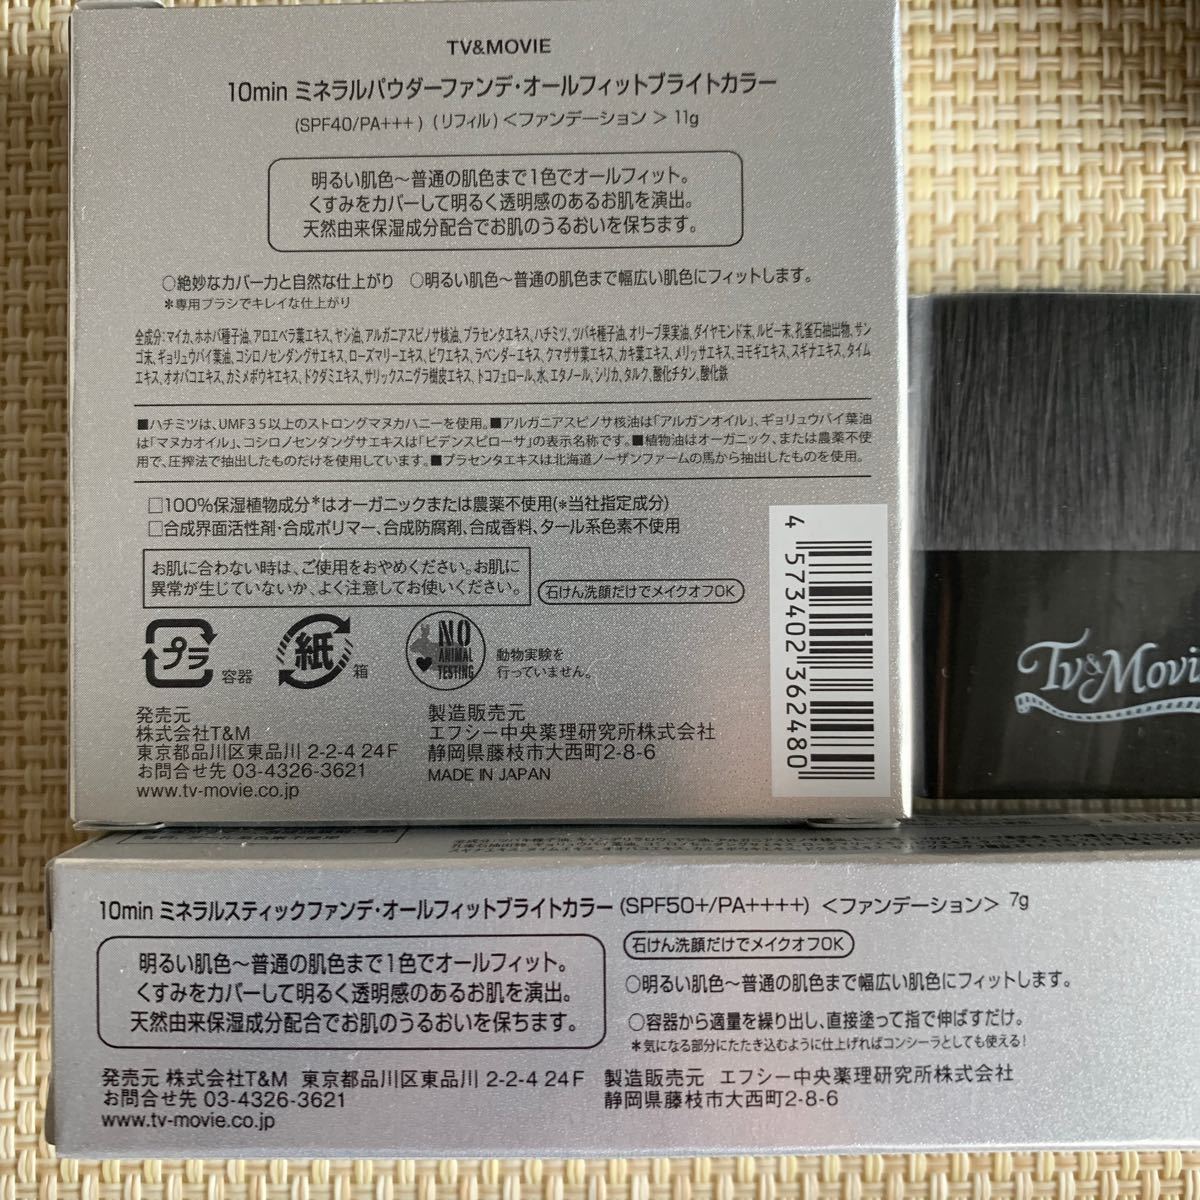 TV&MOVIE
10min ミネラルパウダーファンデ・オールフィットブライトカラー
(SPF40/PA+++) (リフィル) <ファンデーション> 11g
明るい肌色～普通の肌色まで1色でオールフィット。
くすみをカバーして明るく透明感のあるお肌を演出。
天然由来保湿成分配合でお肌のうるおいを保ちます。
○絶妙なカバー力と自然な仕上がり ○明るい肌色～普通の肌色まで幅広い肌色にフィットします。
*専用ブラシでキレイな仕上がり
全成分:マイカ、ホホバ種子油、アロエベラ葉エキス、ヤシ油、アルガニアスピノサ核油、プラセンタエキス、ハチミツ、ツバキ種子油、オリーブ果実油、ダイヤモンド末、ルビー末、孔雀石抽出物、サン
ゴ末、ギョリュウバイ葉油、コシロノセンダングサエキス、ローズマリーエキス、ビワエキス、ラベンダーエキス、クマザサ葉エキス、カキ葉エキス、メリッサエキス、ヨモギエキス、スギナエキス、タイム
エキス、オオバコエキス、カミメボウキエキス、ドクダミエキス、サリックスニグラ樹皮エキス、トコフェロール、水、エタノール、シリカ、タルク、酸化チタン、酸化鉄
■ハチミツは、UMF35以上のストロングマヌカハニーを使用。■アルガニアスピノサ核油は「アルガンオイル」、ギョリュウバイ葉油
は「マヌカオイル」、コシロノセンダングサエキスは「ビデンスピローサ」の表示名称です。■植物油はオーガニック、または農薬不使
用で、圧搾法で抽出したものだけを使用しています。■プラセンタエキスは北海道ノーザンファームの馬から抽出したものを使用。
□100%保湿植物成分*はオーガニックまたは農薬不使用(*当社指定成分)
□合成界面活性剤・合成ポリマー、合成防腐剤、合成香料、タール系色素不使用
お肌に合わない時は、ご使用をおやめください。お肌に
異常が生じていないか、よく注意してお使いください。
石けん洗顔だけでメイクオフOK
プラ 容器
紙 箱
NO ANIMAL TESTING
動物実験を
行っていません。
発売元
株式会社T&M
東京都品川区東品川 2-2-4 24F
お問合せ先 03-4326-3621
www.tv-movie.co.jp
製造販売元
エフシー中央薬理研究所株式会社
静岡県藤枝市大西町2-8-6
MADE IN JAPAN
4 573402 362480
Tv&Movi
10min ミネラルスティックファンデ・オールフィットブライトカラー (SPF50+/PA++++) <ファンデーション> 7g
明るい肌色～普通の肌色まで1色でオールフィット。
くすみをカバーして明るく透明感のあるお肌を演出。
天然由来保湿成分配合でお肌のうるおいを保ちます。
石けん洗顔だけでメイクオフOK
○明るい肌色～普通の肌色まで幅広い肌色にフィットします。
○容器から適量を繰り出し、直接塗って指で伸ばすだけ。
*気になる部分にたたき込むように仕上げればコンシーラとしても使える!
発売元 株式会社T&M 東京都品川区東品川 2-2-4 24F
お問合せ先 03-4326-3621
www.tv-movie.co.jp
製造販売元 エフシー中央薬理研究所株式会社
静岡県藤枝市大西町2-8-6